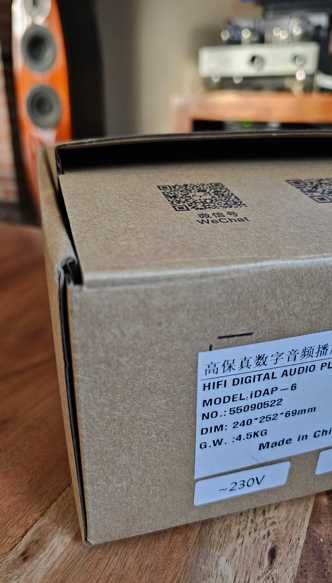 微信号
WeChat
高保真数字音频播
HIFI DIGITAL AUDIO PL
MODEL.iDAP-6
NO.: 55090522
DIM: 240*252*69mm
G.W. :4.5KG
Made in Chi
~230V